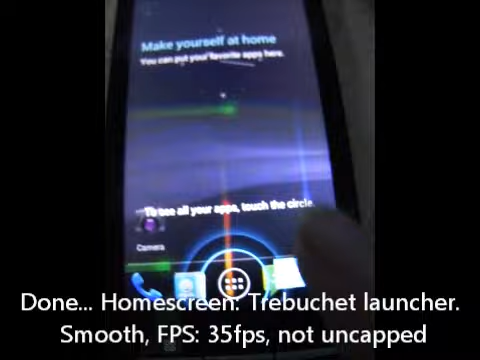 Make yourself at home
You can put your favorite apps here.
To see all your apps, touch the circle.
Camera
Done... Homescreen: Trebuchet launcher.
Smooth, FPS: 35fps, not uncapped